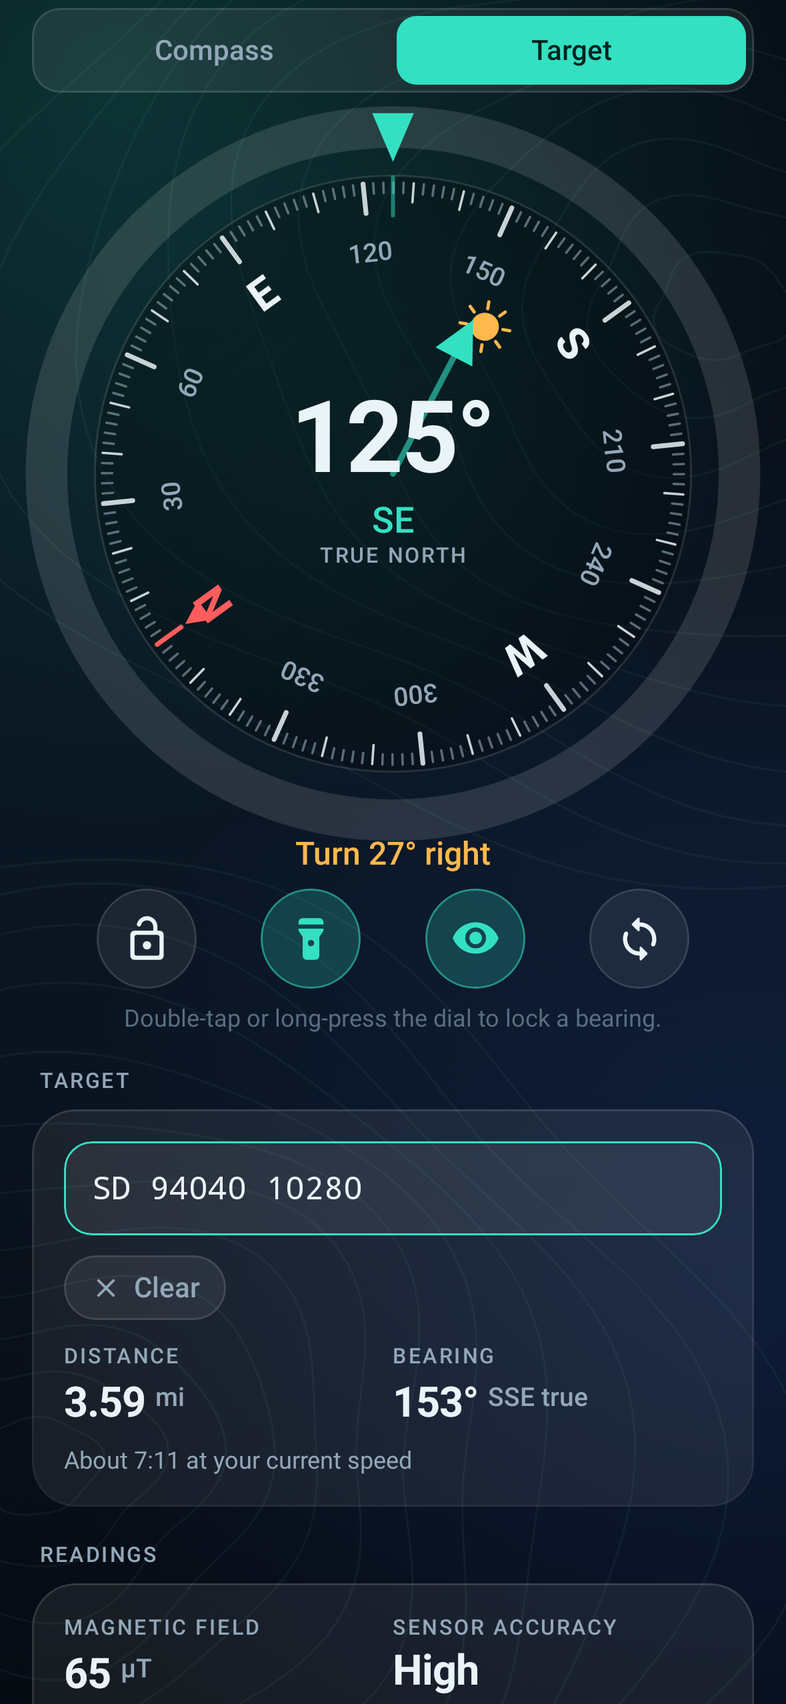 Compass Target
120
150
E
S
60
125°
210
30
SE
TRUE NORTH
240
N
W
330
300
Turn 27° right
Double-tap or long-press the dial to lock a bearing.
TARGET
SD 94040 10280
Clear
DISTANCE BEARING
3.59 mi 153° SSE true
About 7:11 at your current speed
READINGS
MAGNETIC FIELD SENSOR ACCURACY
65 µT High